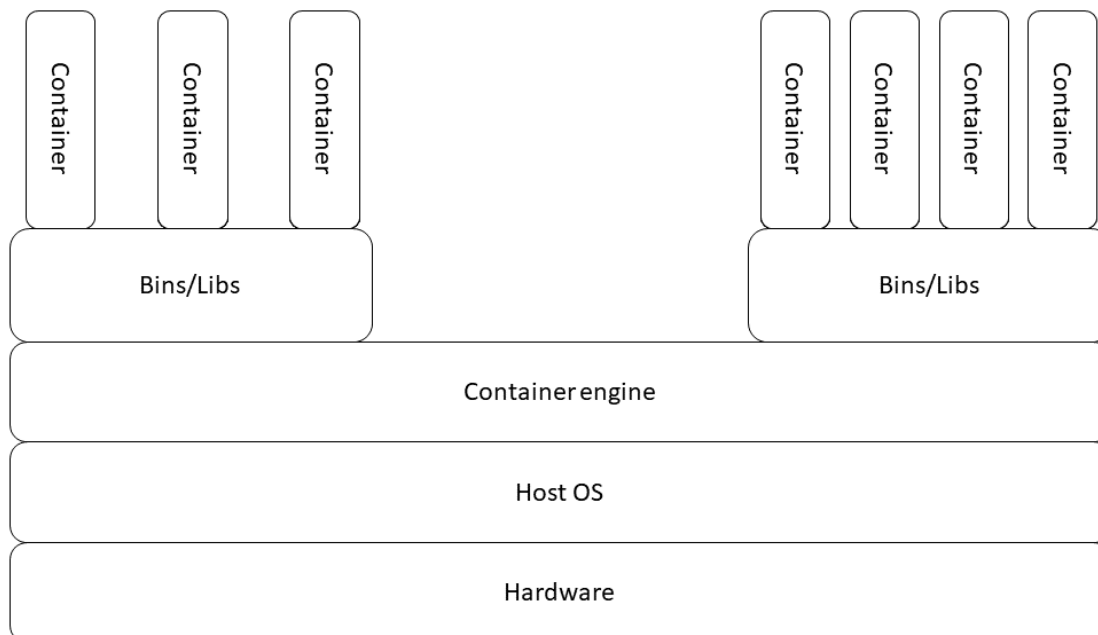 Container
Container
Container
Container
Container
Container
Container
Bins/Libs
Bins/Libs
Container engine
Host OS
Hardware